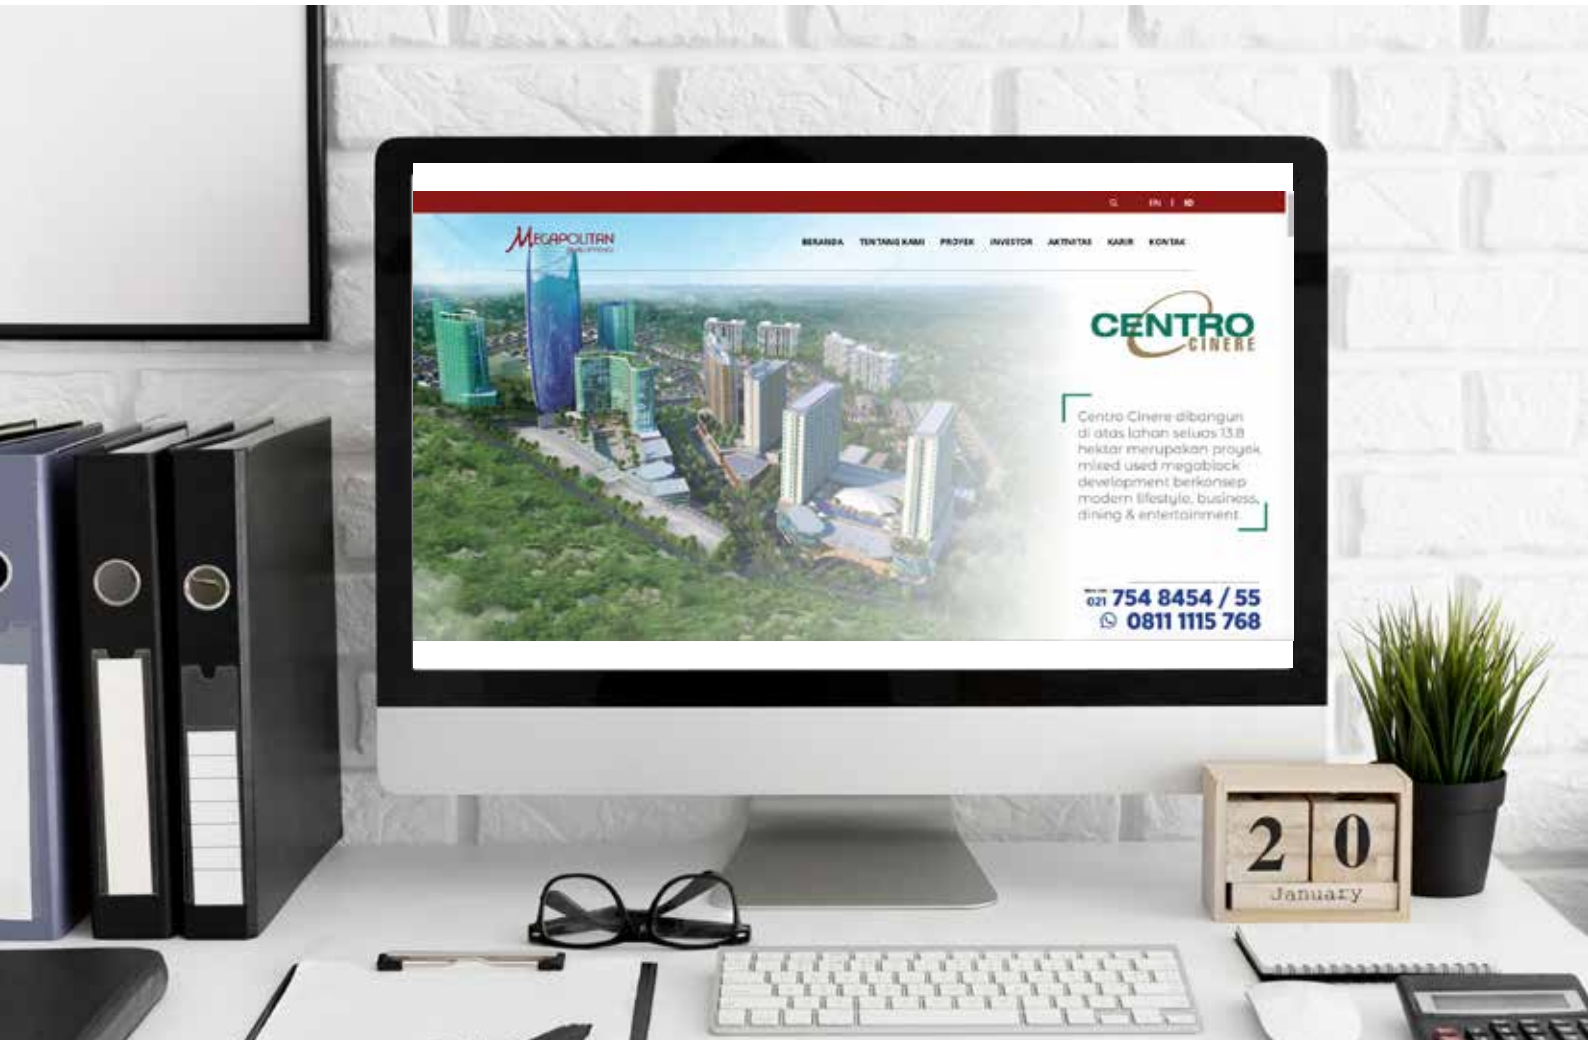 EN | ID
MEGAPOLITAN
DEVELOPMENTS
BERANDA TENTANG KAMI PROYEK INVESTOR AKTIVITAS KARIR KONTAK
CENTRO
CINERE
Centro Cinere dibangun
di atas lahan seluas 13.8
hektar merupakan proyek
mixed used megablock
development berkonsep
modern lifestyle, business,
dining & entertainment.
021 754 8454 / 55
0811 1115 768
20
January